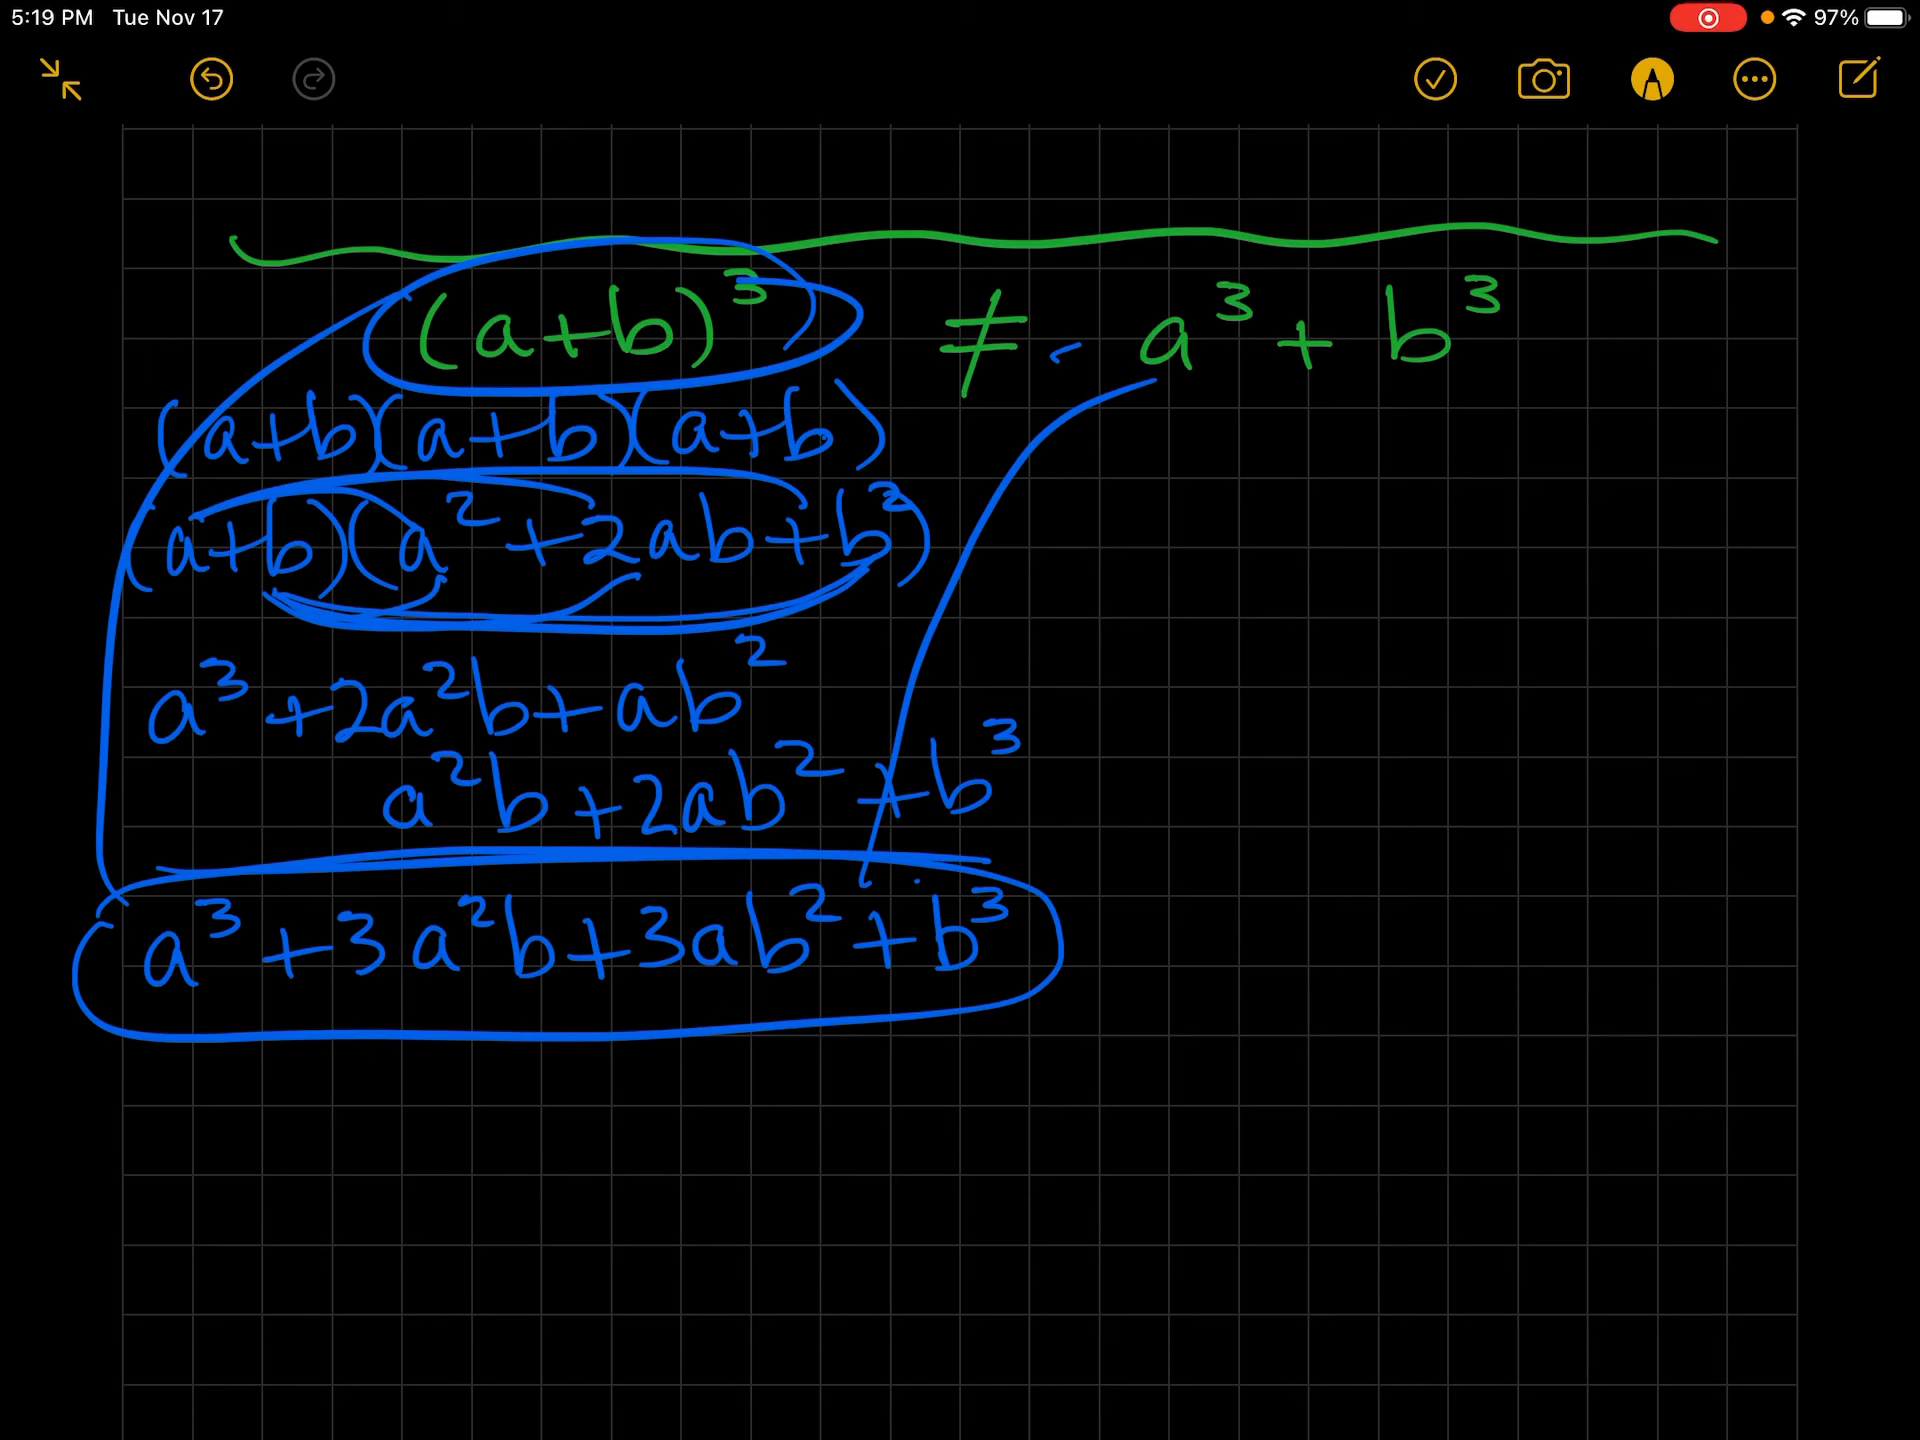 5:19 PM Tue Nov 17 97%
(a+b)³ ≠ a³ + b³
(a+b)(a+b)(a+b)
(a+b)(a²+2ab+b²)
a³+2a²b+ab²
a²b+2ab²+b³
a³+3a²b+3ab²+b³